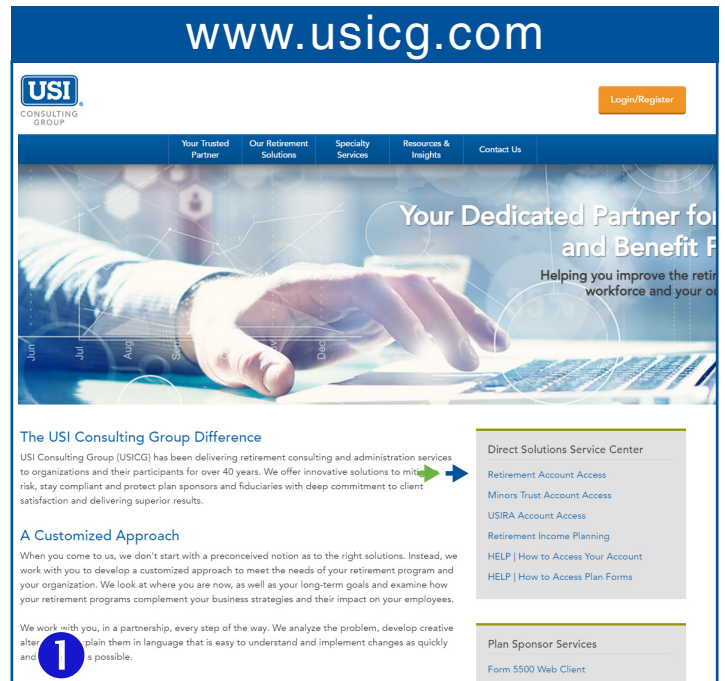 www.usicg.com
USI
CONSULTING
GROUP
Login/Register
Your Trusted
Partner
Our Retirement
Solutions
Specialty
Services
Resources &
Insights
Contact Us
Your Dedicated Partner for
and Benefit
Helping you improve the
workforce and your
Jun
Jul
Aug
Dec
The USI Consulting Group Difference
USI Consulting Group (USICG) has been delivering retirement consulting and administration services
to organizations and their participants for over 40 years. We offer innovative solutions to
risk, stay compliant and protect plan sponsors and fiduciaries with deep commitment to client
satisfaction and delivering superior results.
A Customized Approach
When you come to us, we don't start with a preconceived notion as to the right solutions. Instead, we
work with you to develop a customized approach to meet the needs of your retirement program and
your organization. We look at where you are now, as well as your long-term goals and examine how
your retirement programs complement your business strategies and their impact on your employees.
We work with you, in a partnership, every step of the way. We analyze the problem, develop creative
them in language that is easy to understand and implement changes as quickly
and possible.
1
Direct Solutions Service Center
Retirement Account Access
Minors Trust Account Access
USIRA Account Access
Retirement Income Planning
HELP | How to Access Your Account
HELP | How to Access Plan Forms
Plan Sponsor Services
Form 5500 Web Client